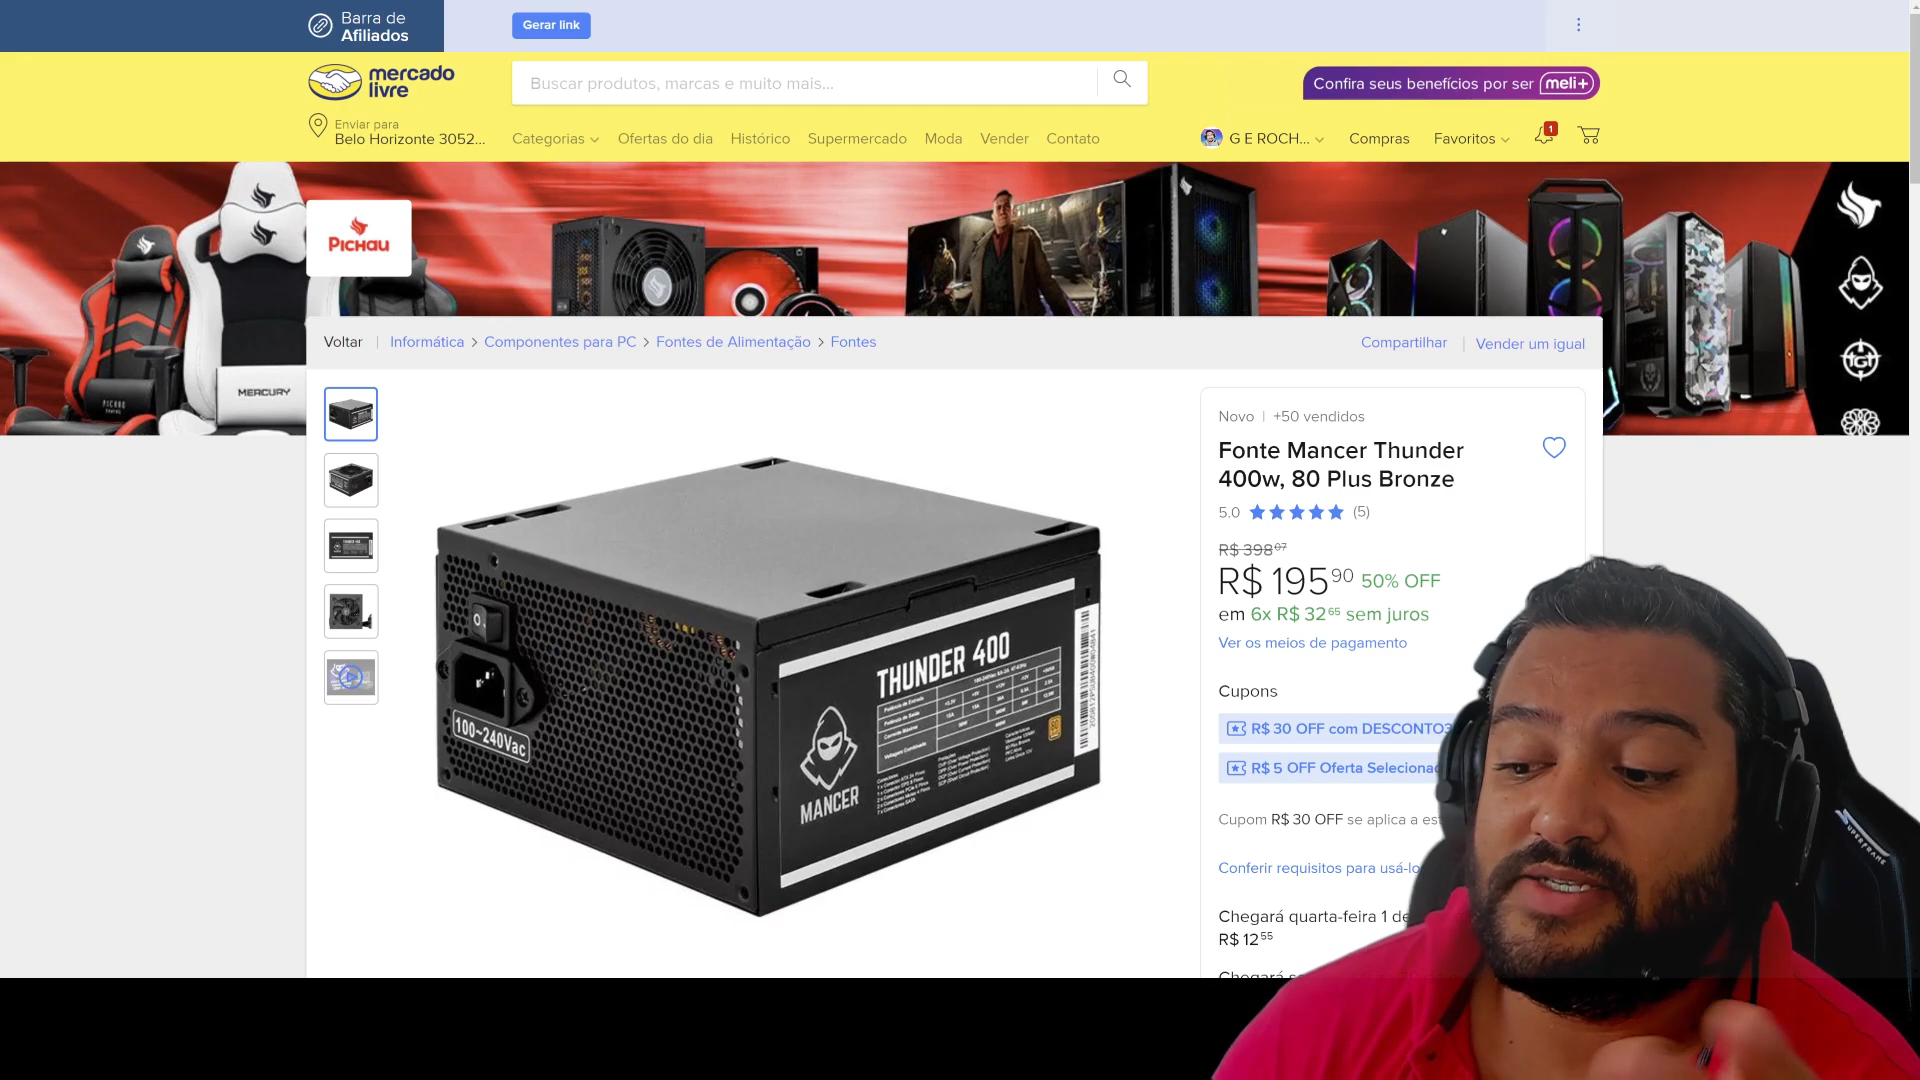 Barra de
Afiliados
Gerar link
mercado
livre
Buscar produtos, marcas e muito mais...
Confira seus benefícios por ser meli+
Enviar para
Belo Horizonte 3052...
Categorias
Ofertas do dia
Histórico
Supermercado
Moda
Vender
Contato
G E ROCH...
Compras
Favoritos
1
PICHAU
MERCURY
PICHAU
Voltar | Informática > Componentes para PC > Fontes de Alimentação > Fontes
Compartilhar | Vender um igual
Novo | +50 vendidos
Fonte Mancer Thunder
400w, 80 Plus Bronze
5.0 (5)
R$ 398 07
R$ 195 90 50% OFF
em 6x R$ 32 65 sem juros
Ver os meios de pagamento
Cupons
R$ 30 OFF com DESCONTO3
R$ 5 OFF Oferta Selecionad
Cupom R$ 30 OFF se aplica a es
Conferir requisitos para usá-lo
Chegará quarta-feira 1 de
R$ 12 55
THUNDER 400
MANCER
100~240Vac
SUPERFRAME